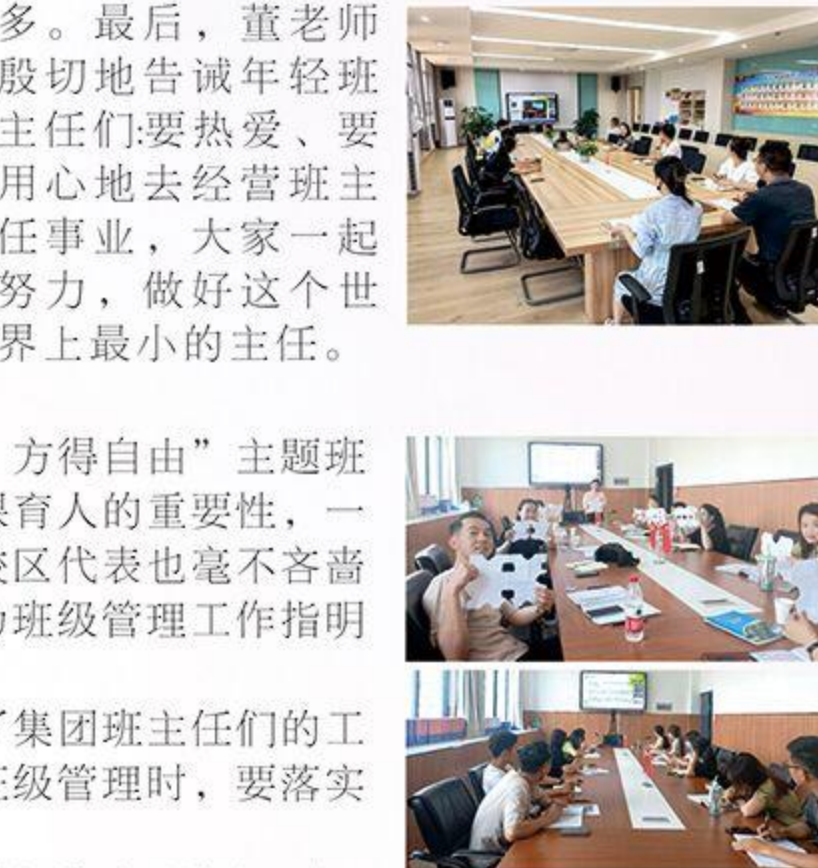 多。最后，董老师
殷切地告诫年轻班
主任们:要热爱、要
用心地去经营班主
任事业，大家一起
努力，做好这个世
界上最小的主任。
方得自由”主题班
育人的重要性，一
区代表也毫不吝啬
班级管理工作指明
集团班主任们的工
级管理时，要落实